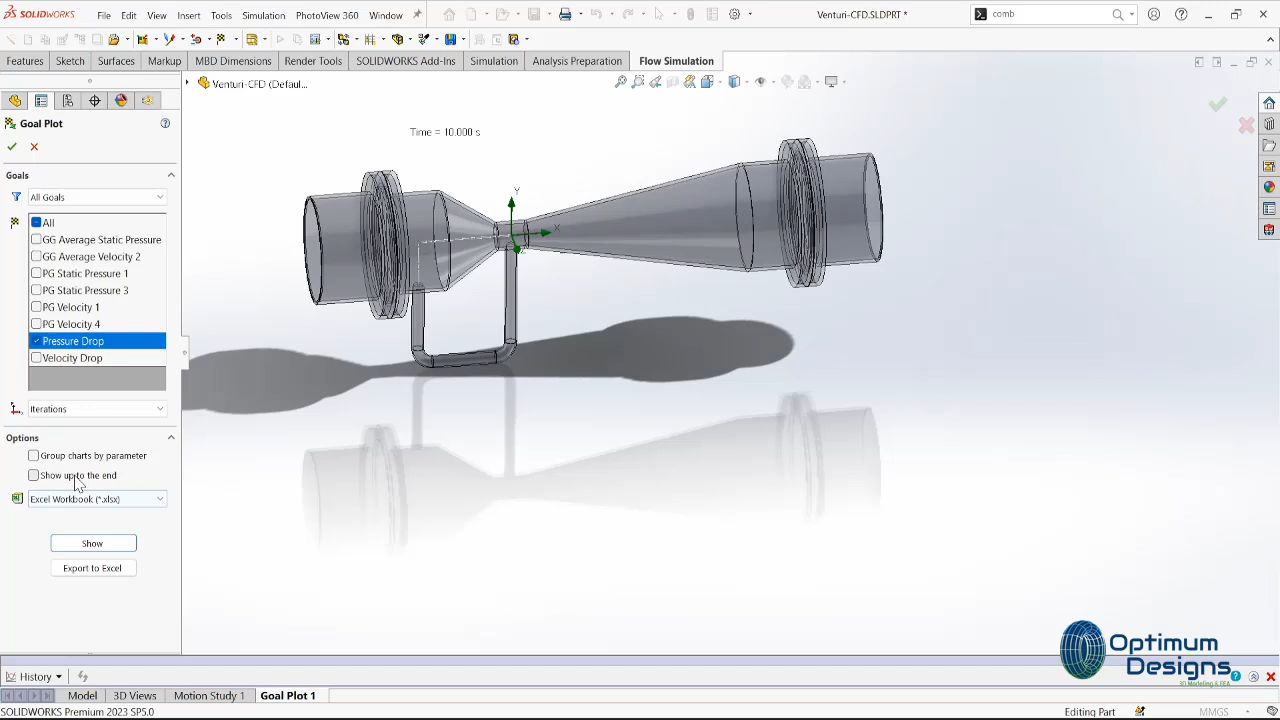 SOLIDWORKS File Edit View Insert Tools Simulation PhotoView 360 Window Venturi-CFD.SLDPRT * comb
Features Sketch Surfaces Markup MBD Dimensions Render Tools SOLIDWORKS Add-Ins Simulation Analysis Preparation Flow Simulation
Venturi-CFD (Defaul...
Goal Plot
Time = 10.000 s
Goals
All Goals
All
GG Average Static Pressure
GG Average Velocity 2
PG Static Pressure 1
PG Static Pressure 3
PG Velocity 1
PG Velocity 4
Pressure Drop
Velocity Drop
Iterations
Options
Group charts by parameter
Show up to the end
Excel Workbook (*.xlsx)
Show
Export to Excel
Y
X
Optimum
Designs
3D Modeling & FEA
History
Model 3D Views Motion Study 1 Goal Plot 1
SOLIDWORKS Premium 2023 SP5.0 Editing Part MMGS